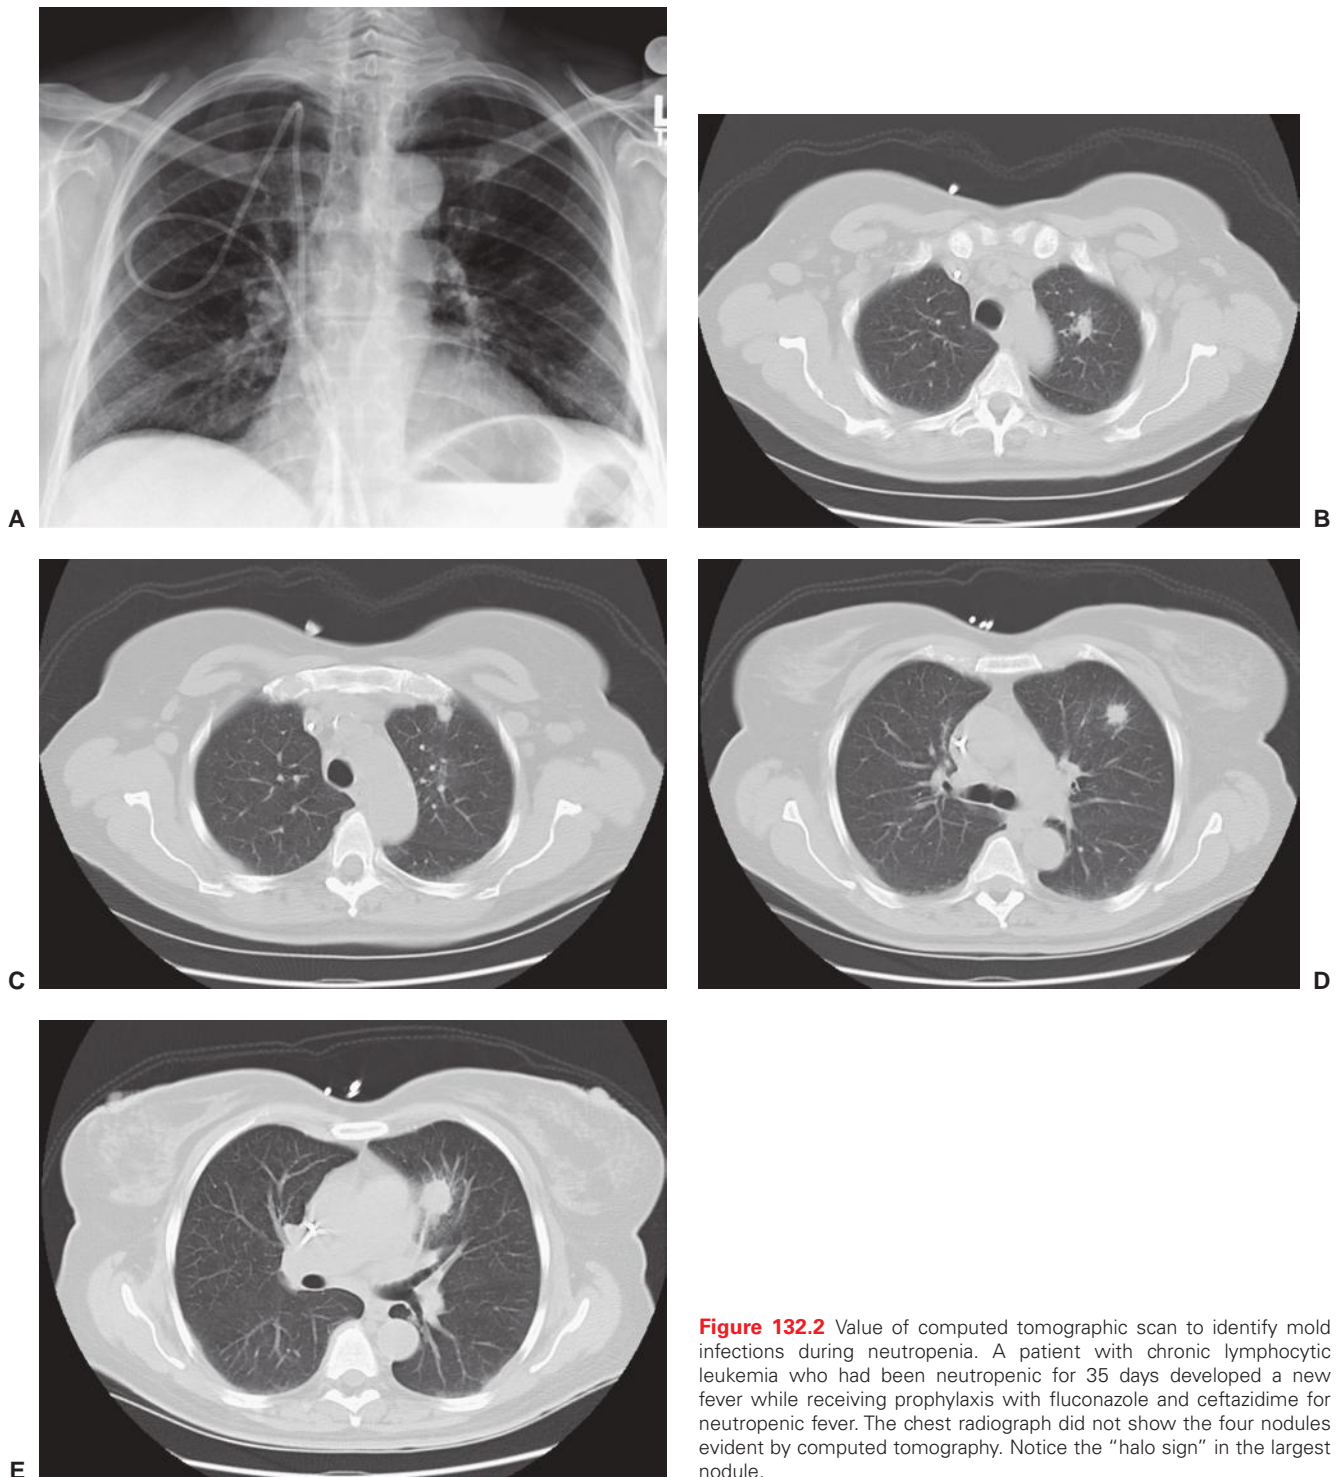 L
A
B
C
D
E
Figure 132.2 Value of computed tomographic scan to identify mold
infections during neutropenia. A patient with chronic lymphocytic
leukemia who had been neutropenic for 35 days developed a new
fever while receiving prophylaxis with fluconazole and ceftazidime for
neutropenic fever. The chest radiograph did not show the four nodules
evident by computed tomography. Notice the “halo sign” in the largest
nodule.